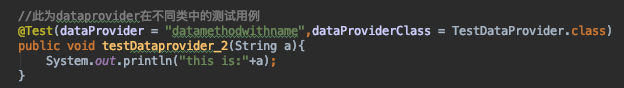 //此为dataprovider在不同类中的测试用例
@Test(dataProvider = "datamethodwithname",dataProviderClass = TestDataProvider.class)
public void testDataprovider_2(String a){
    System.out.println("this is:"+a);
}